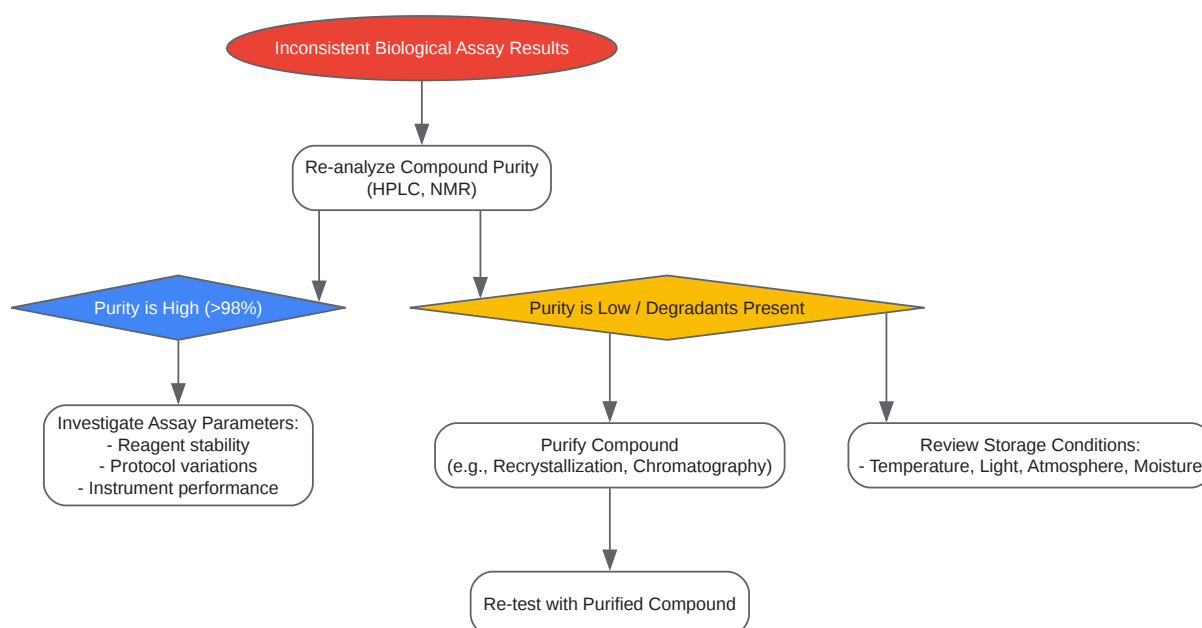 Inconsistent Biological Assay Results
Re-analyze Compound Purity
(HPLC, NMR)
Purity is High (>98%)
Purity is Low / Degradants Present
Investigate Assay Parameters:
- Reagent stability
- Protocol variations
- Instrument performance
Purify Compound
(e.g., Recrystallization, Chromatography)
Review Storage Conditions:
- Temperature, Light, Atmosphere, Moisture
Re-test with Purified Compound